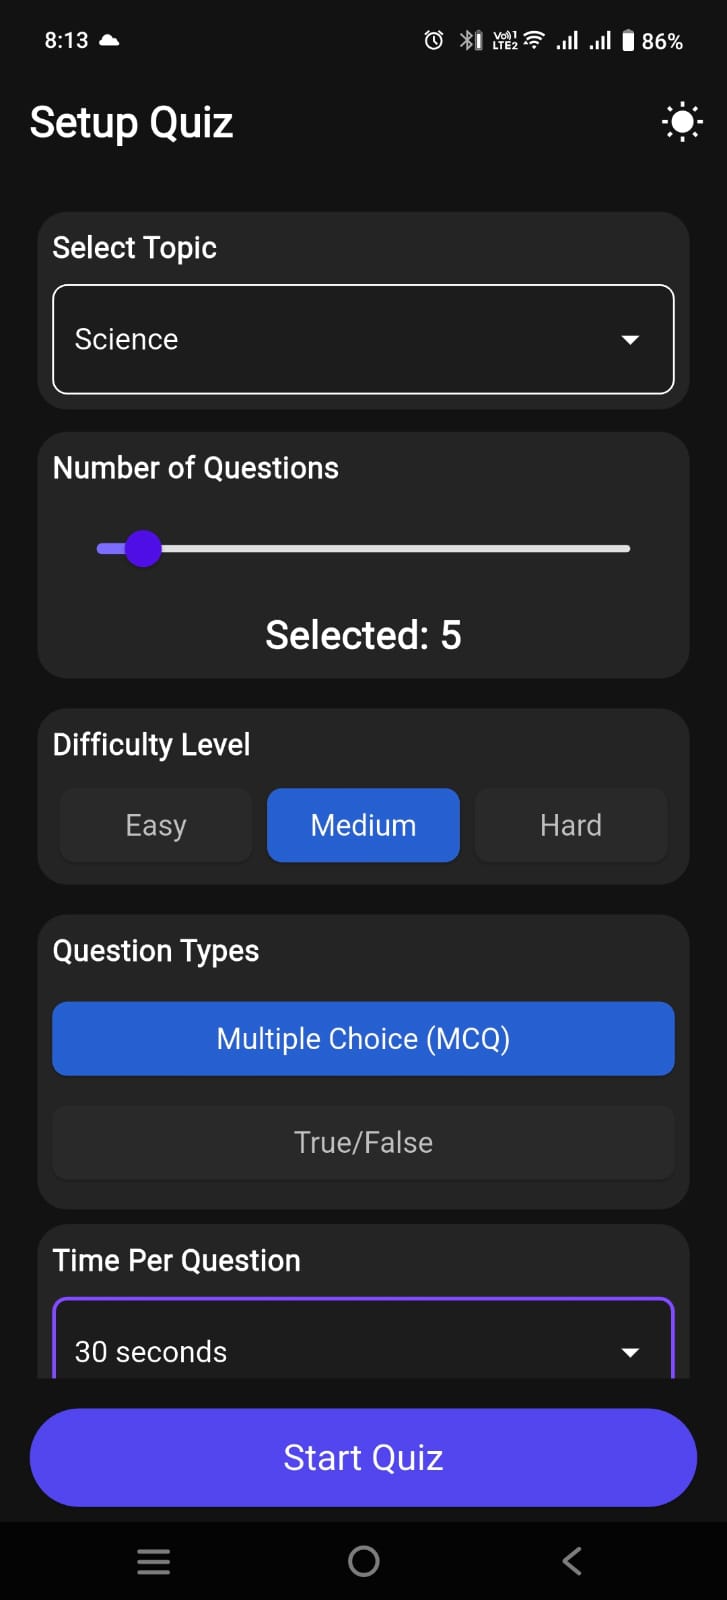 8:13
Vo)) 1
LTE2
86%
Setup Quiz
Select Topic
Science
Number of Questions
Selected: 5
Difficulty Level
Easy
Medium
Hard
Question Types
Multiple Choice (MCQ)
True/False
Time Per Question
30 seconds
Start Quiz